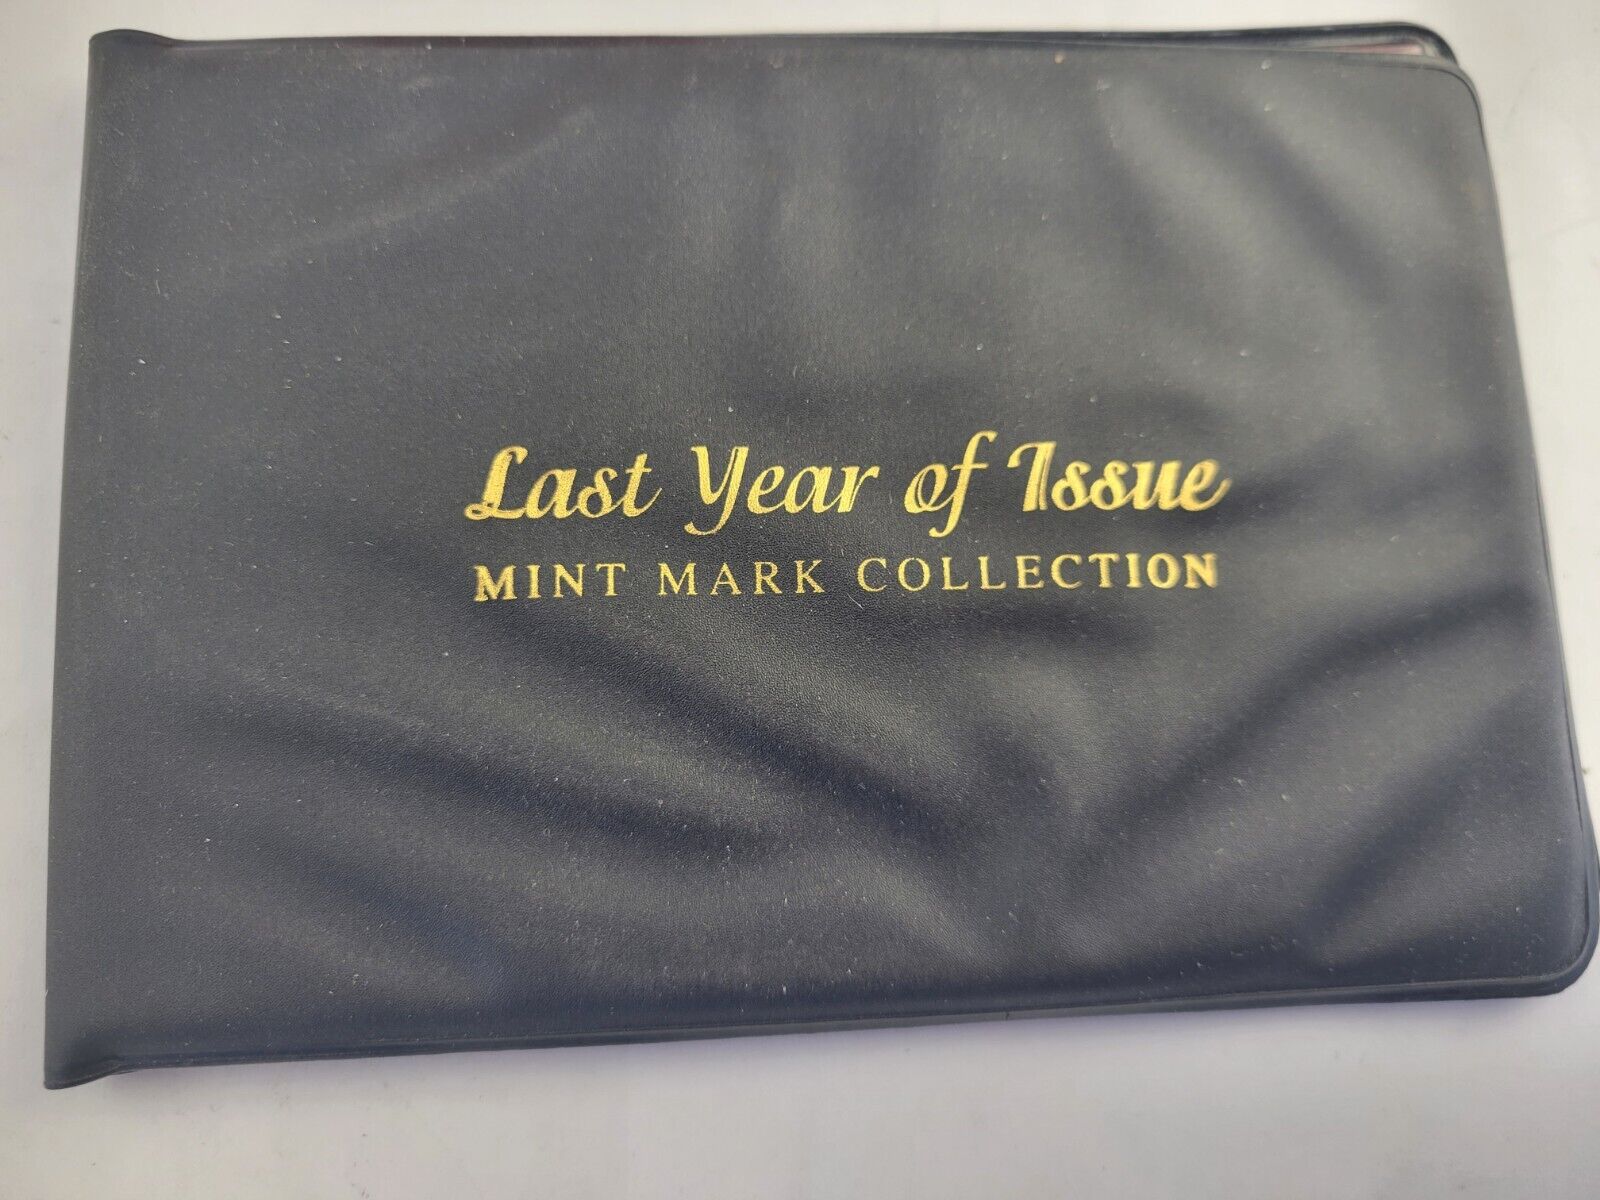 Last Year of Issue
MINT MARK COLLECTION